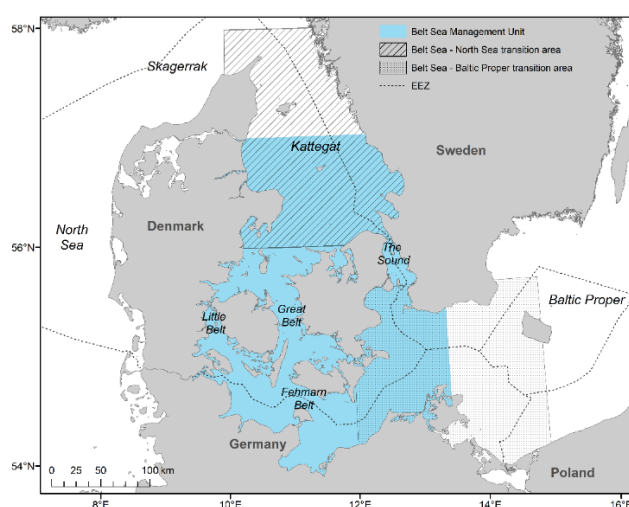 58°N
56°N
54°N
Belt Sea Management Unit
Belt Sea - North Sea transition area
Belt Sea - Baltic Proper transition area
EEZ
Skagerrak
Kattegat
Sweden
North
Sea
Denmark
The
Sound
Baltic Proper
Little
Belt
Great
Belt
Fehmarn
Belt
Germany
Poland
0 25 50 100 km
8°E
10°E
12°E
14°E
16°E